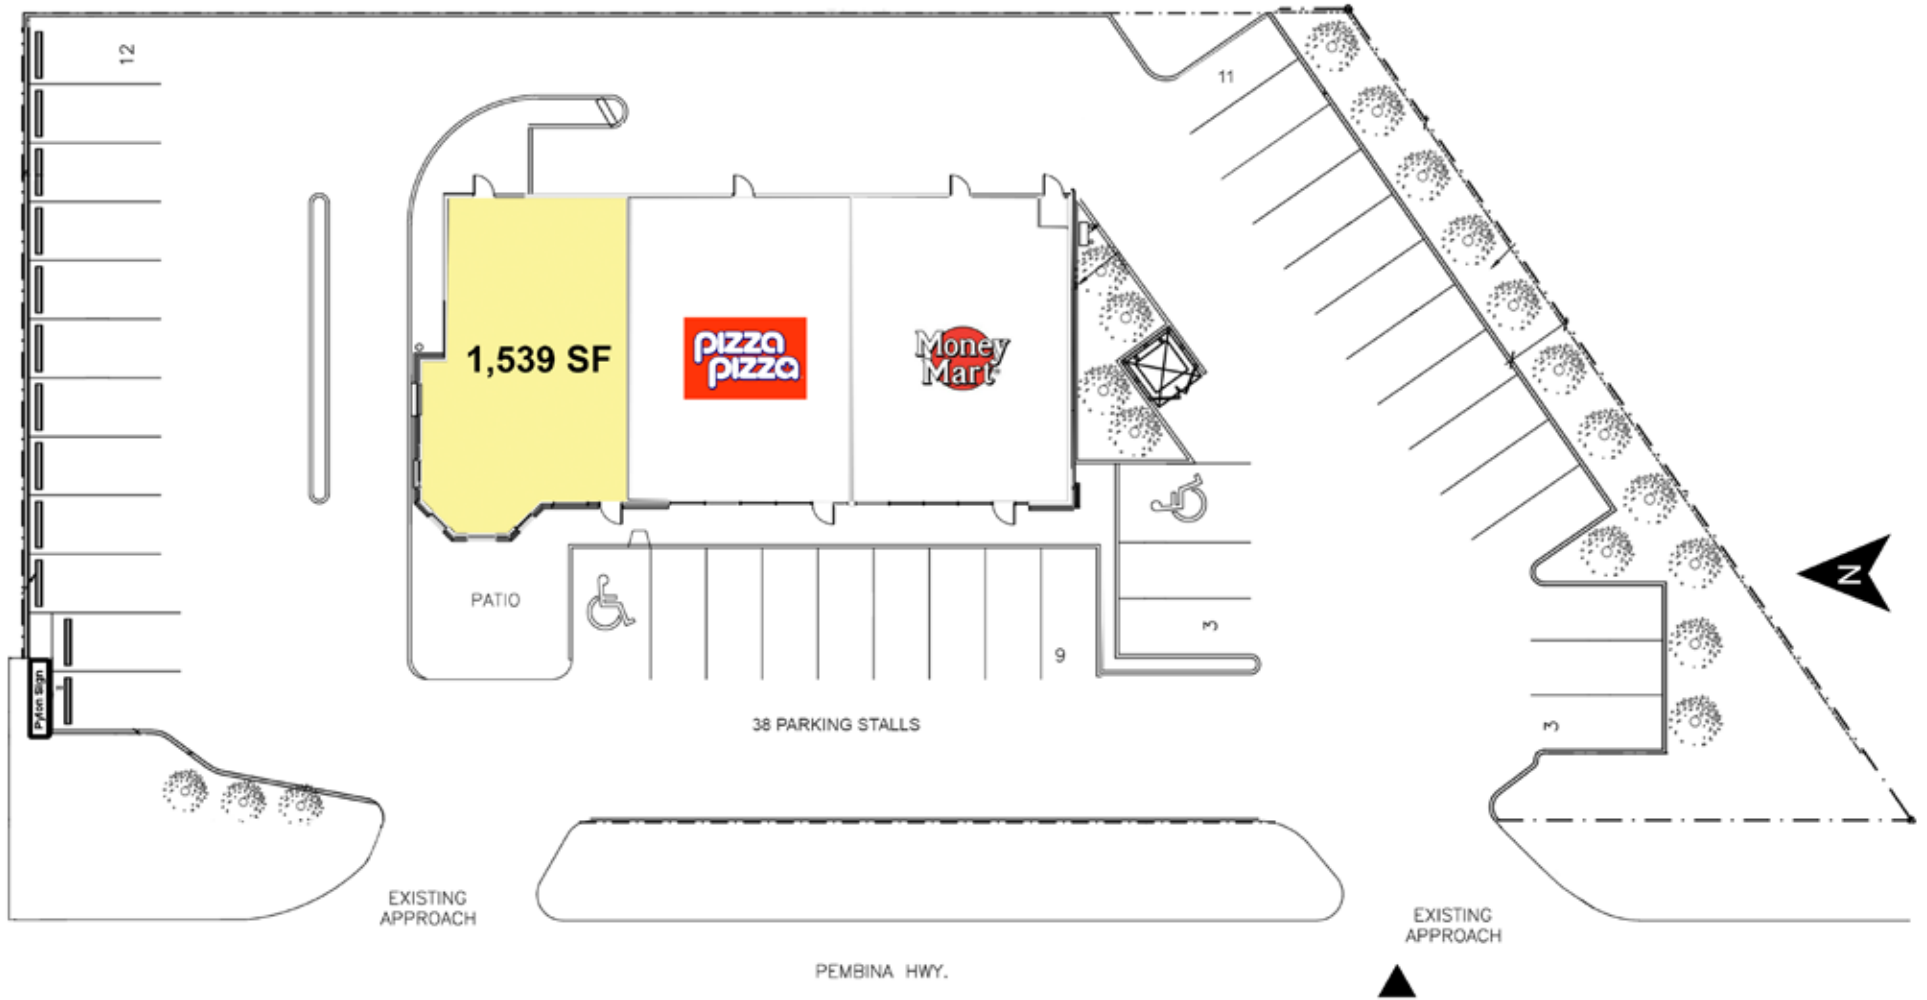 12
11
1,539 SF
pizza
pizza
Money
Mart
N
PATIO
9
3
3
Pylon Sign
38 PARKING STALLS
EXISTING
APPROACH
EXISTING
APPROACH
PEMBINA HWY.